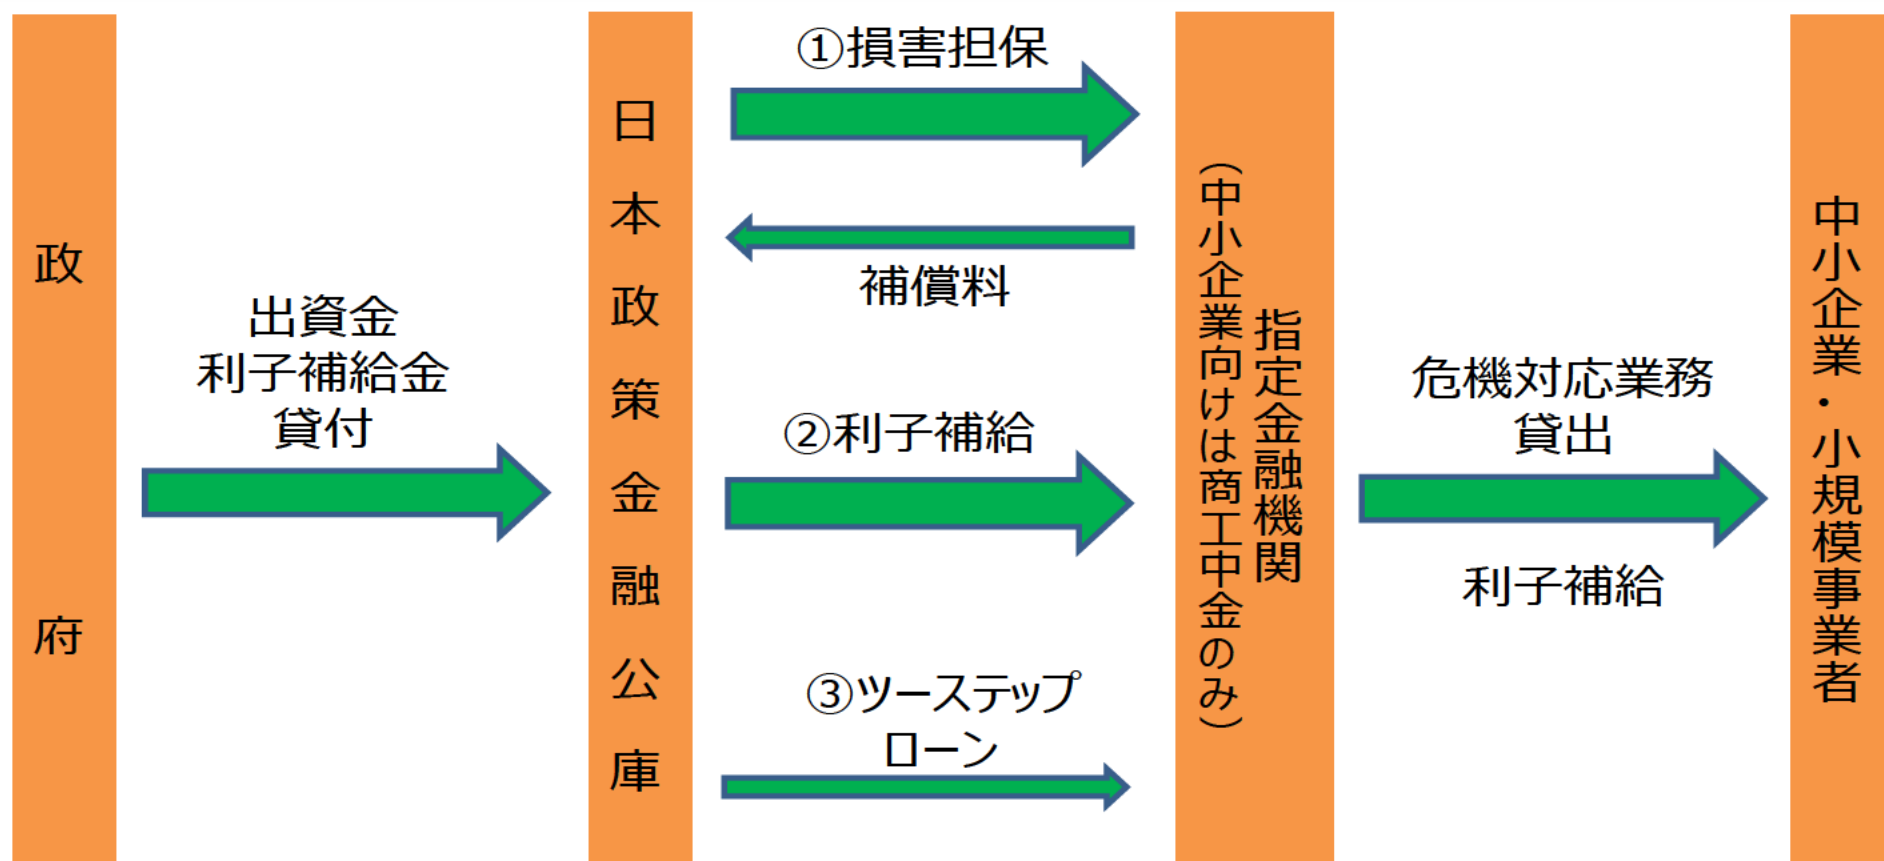 政府
出資金
利子補給金
貸付
日本政策金融公庫
①損害担保
補償料
②利子補給
③ツーステップ
ローン
指定金融機関
（中小企業向けは商工中金のみ）
危機対応業務
貸出
利子補給
中小企業・小規模事業者